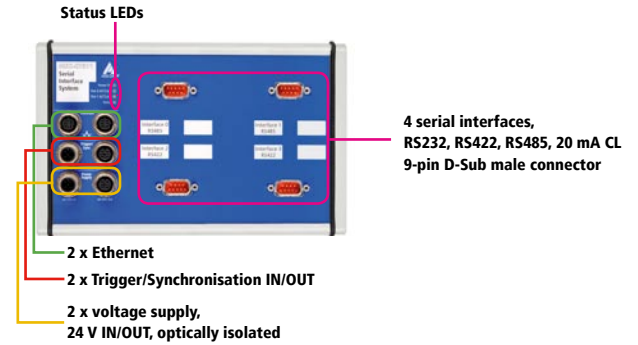 Status LEDs
Serial
Interface
System
Interface 0
RS485
Interface 1
RS485
Interface 2
RS422
Interface 3
RS422
4 serial interfaces,
RS232, RS422, RS485, 20 mA CL
9-pin D-Sub male connector
2 x Ethernet
2 x Trigger/Synchronisation IN/OUT
2 x voltage supply,
24 V IN/OUT, optically isolated